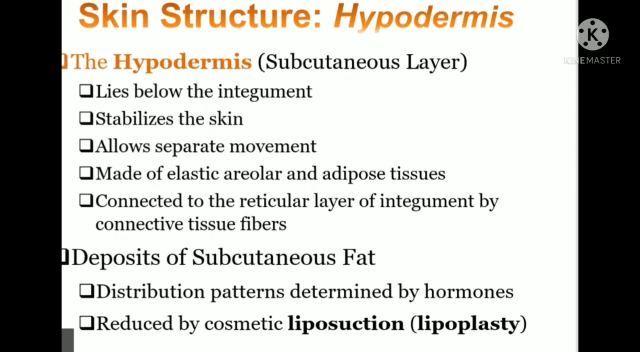 Skin Structure: Hypodermis
K
KINEMASTER
The Hypodermis (Subcutaneous Layer)
Lies below the integument
Stabilizes the skin
Allows separate movement
Made of elastic areolar and adipose tissues
Connected to the reticular layer of integument by
connective tissue fibers
Deposits of Subcutaneous Fat
Distribution patterns determined by hormones
Reduced by cosmetic liposuction (lipoplasty)